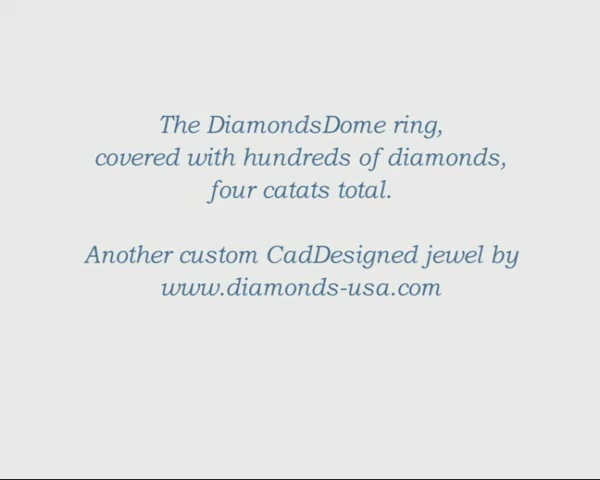 The DiamondsDome ring,
covered with hundreds of diamonds,
four catats total.
Another custom CadDesigned jewel by
www.diamonds-usa.com